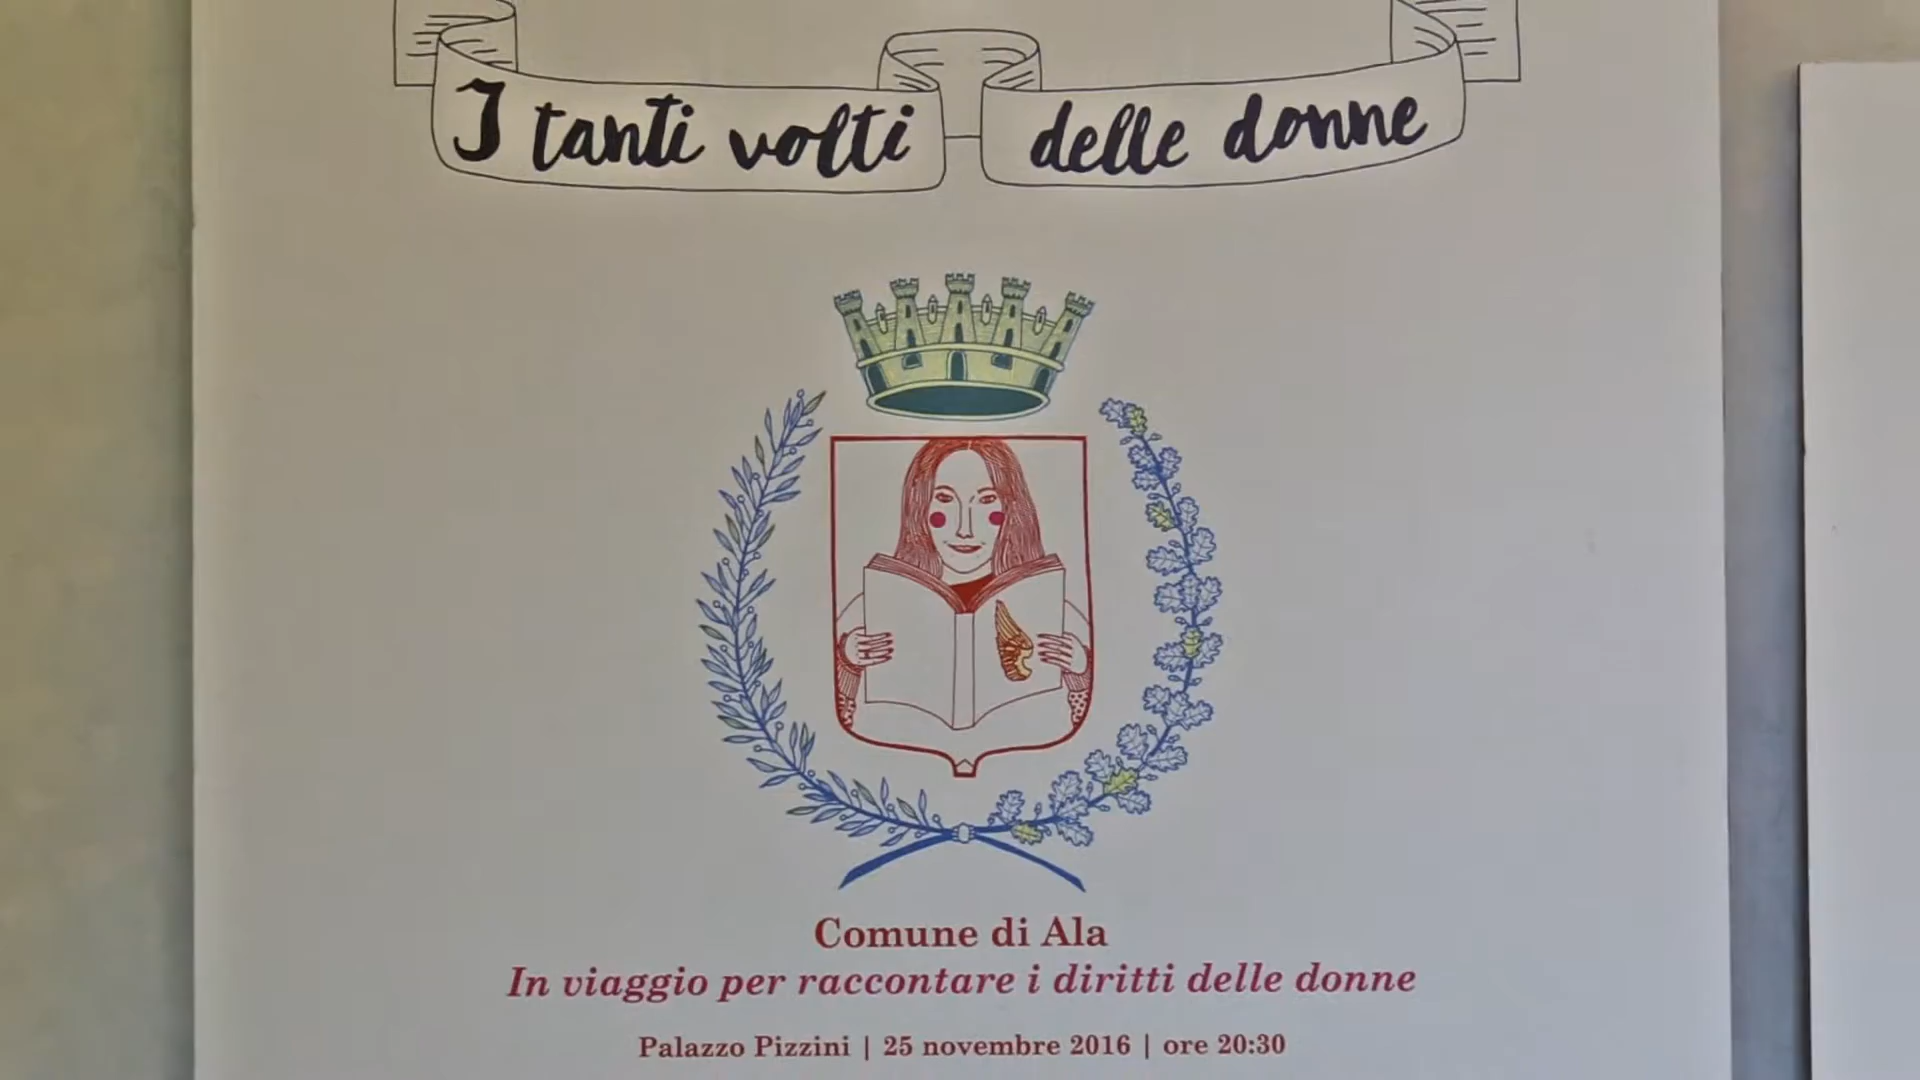 I tanti volti delle donne
Comune di Ala
In viaggio per raccontare i diritti delle donne
Palazzo Pizzini | 25 novembre 2016 | ore 20:30